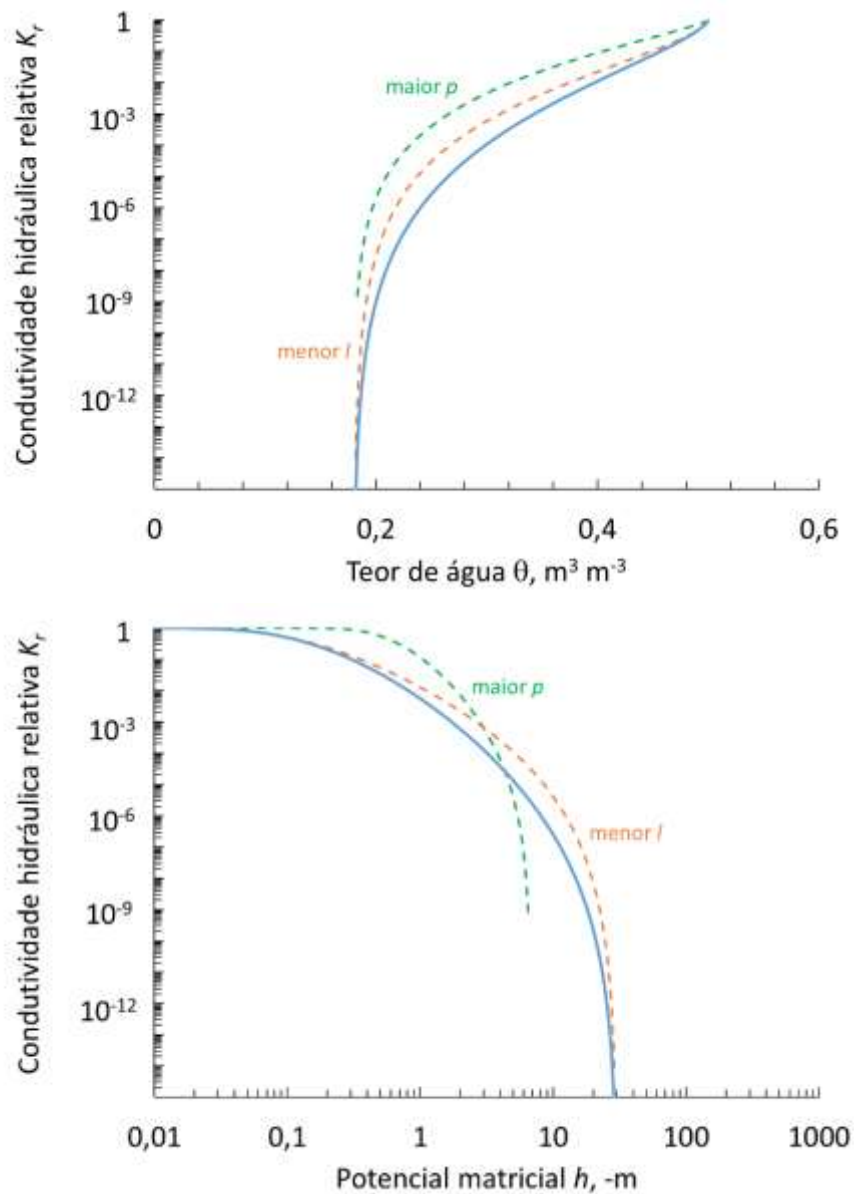 Condutividade hidráulica relativa Kr
1
10-3
10-6
10-9
10-12
maior p
menor l
0
0,2
0,4
0,6
Teor de água θ, m³ m-³
Condutividade hidráulica relativa Kr
1
10-3
10-6
10-9
10-12
maior p
menor l
0,01
0,1
1
10
100
1000
Potencial matricial h, -m